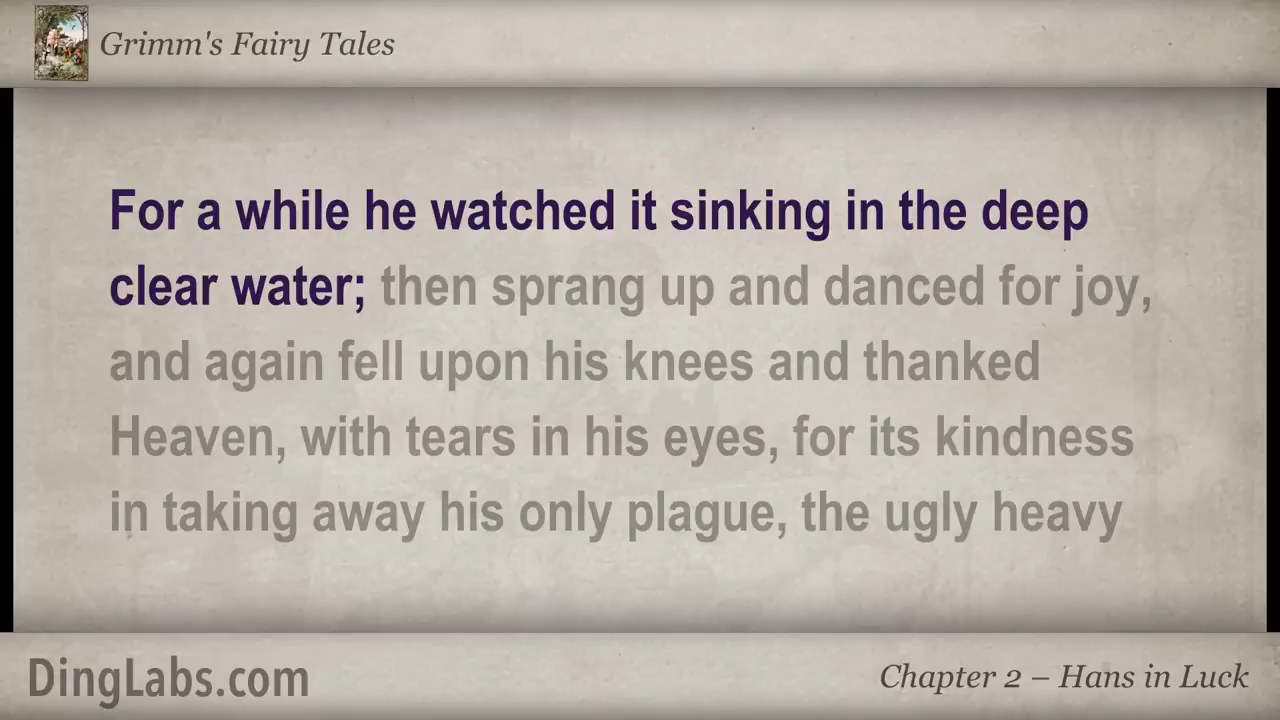 Grimm's Fairy Tales
For a while he watched it sinking in the deep
clear water; then sprang up and danced for joy,
and again fell upon his knees and thanked
Heaven, with tears in his eyes, for its kindness
in taking away his only plague, the ugly heavy
DingLabs.com
Chapter 2 – Hans in Luck